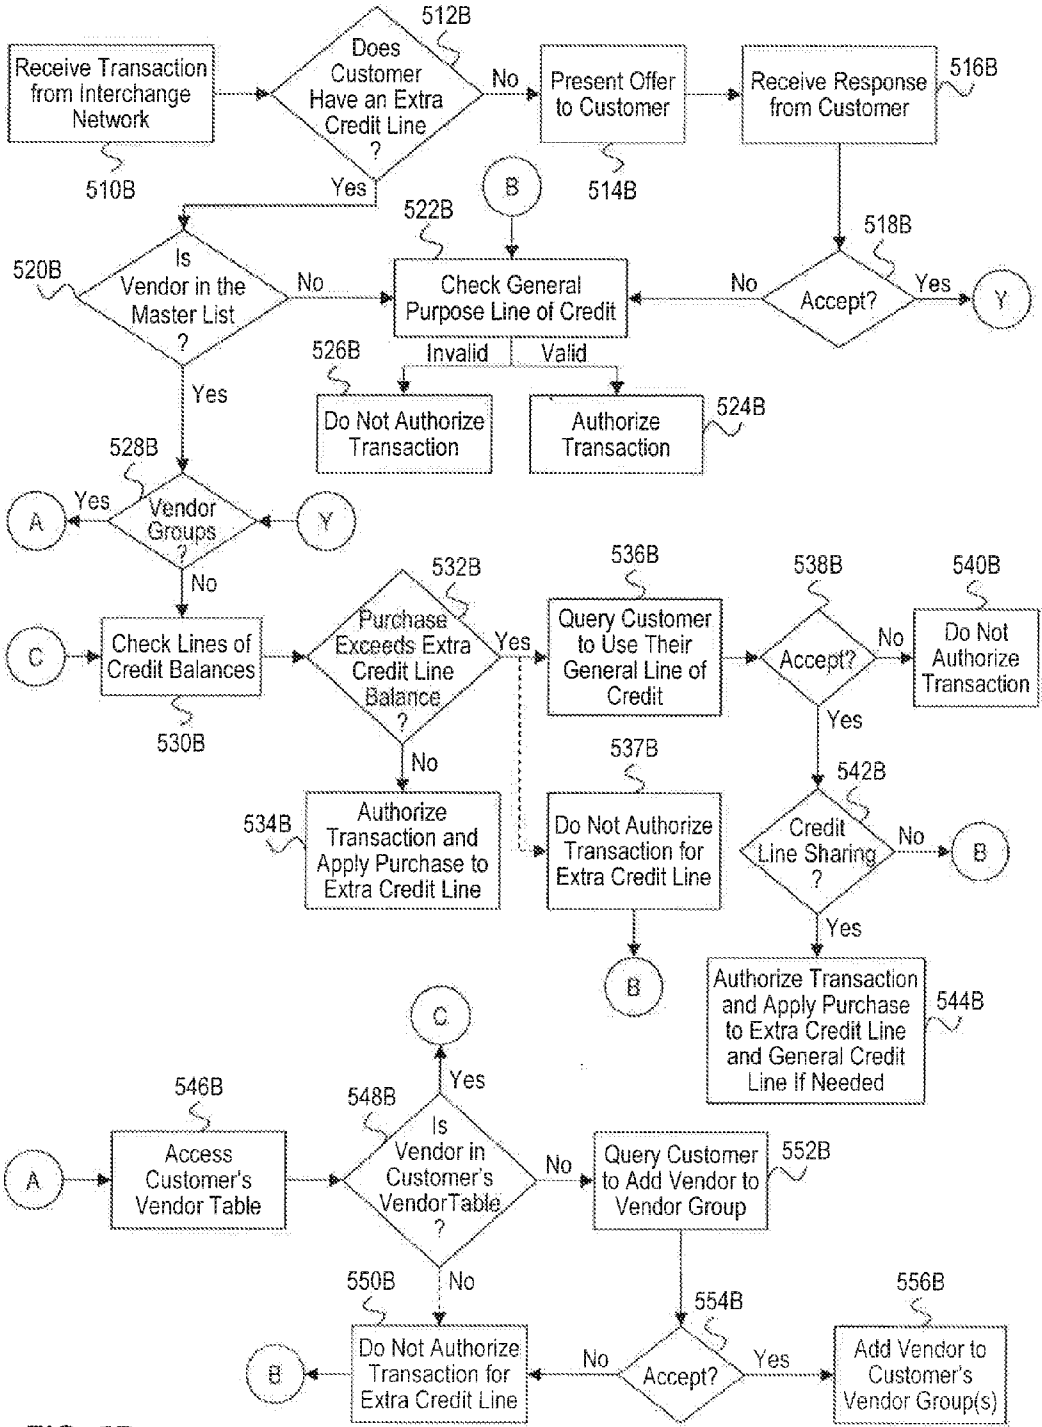 512B
Does
Customer
Have an Extra
Credit Line
?
Receive Transaction
from Interchange
Network
510B
No
Present Offer
to Customer
514B
Receive Response
from Customer
516B
Yes
B
522B
518B
520B
Is
Vendor in the
Master List
?
No
Check General
Purpose Line of Credit
No
Accept?
Yes
Y
Invalid
Valid
526B
Do Not Authorize
Transaction
Authorize
Transaction
524B
Yes
528B
A
Yes
Vendor
Groups
?
Y
No
C
Check Lines of
Credit Balances
530B
532B
Purchase
Exceeds Extra
Credit Line
Balance
?
Yes
536B
Query Customer
to Use Their
General Line of
Credit
538B
Accept?
No
540B
Do Not
Authorize
Transaction
Yes
No
534B
Authorize
Transaction and
Apply Purchase to
Extra Credit Line
537B
Do Not Authorize
Transaction for
Extra Credit Line
B
542B
Credit
Line Sharing
?
No
B
Yes
Authorize Transaction
and Apply Purchase
to Extra Credit Line
and General Credit
Line If Needed
544B
C
Yes
546B
A
Access
Customer's
Vendor Table
548B
Is
Vendor in
Customer's
VendorTable
?
No
Query Customer
to Add Vendor to
Vendor Group
552B
No
550B
B
Do Not Authorize
Transaction for
Extra Credit Line
No
554B
Accept?
Yes
556B
Add Vendor to
Customer's
Vendor Group(s)